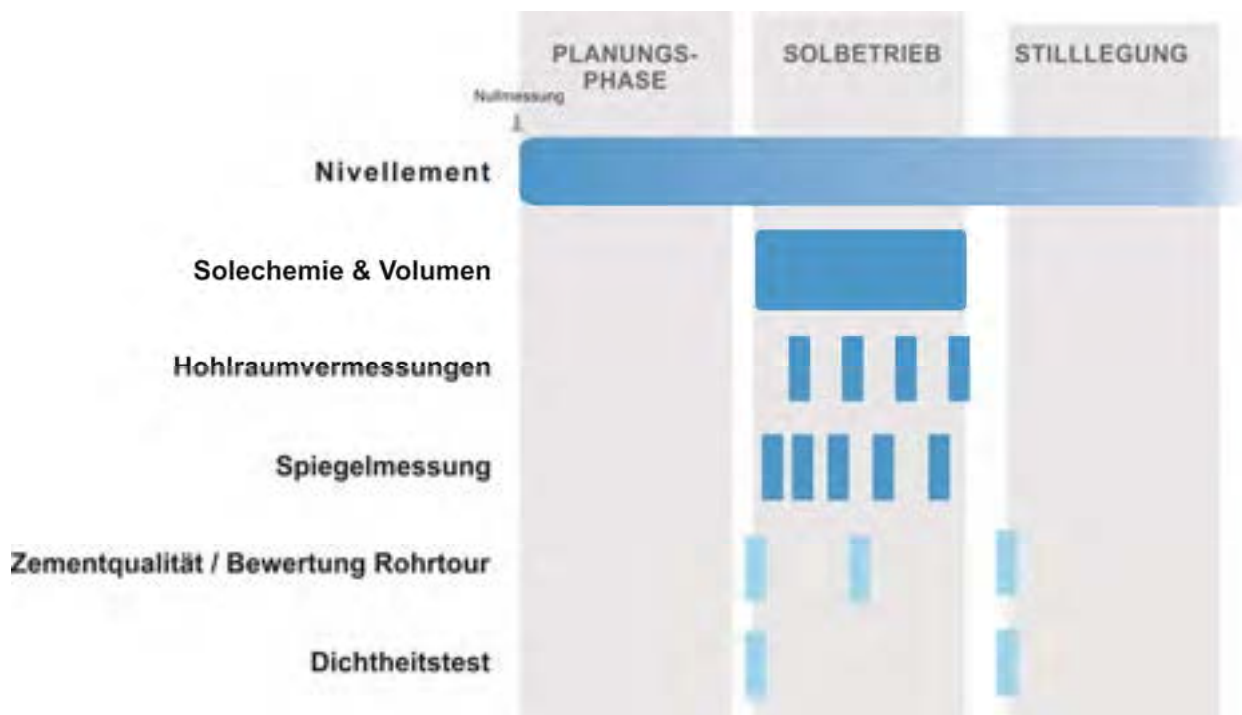 PLANUNGS-
PHASE
SOLBETRIEB
STILLLEGUNG
Nullmessung
Nivellement
Solechemie & Volumen
Hohlraumvermessungen
Spiegelmessung
Zementqualität / Bewertung Rohrtour
Dichtheitstest